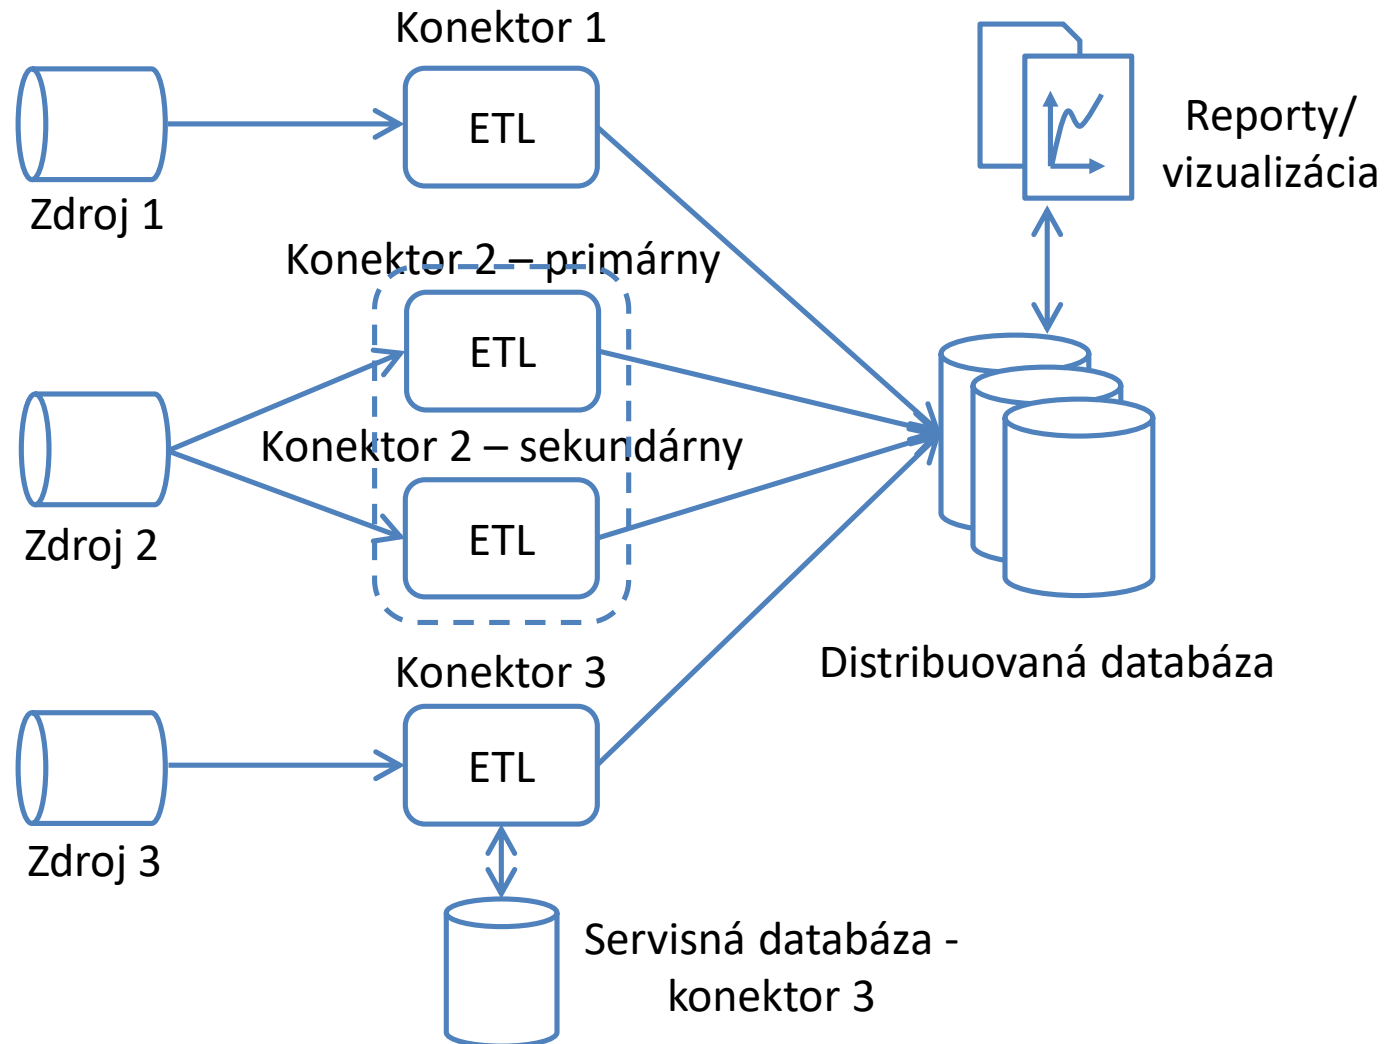 Konektor 1
ETL
Zdroj 1
Reporty/
vizualizácia
Konektor 2 – primárny
ETL
Konektor 2 – sekundárny
ETL
Zdroj 2
Distribuovaná databáza
Konektor 3
ETL
Zdroj 3
Servisná databáza -
konektor 3